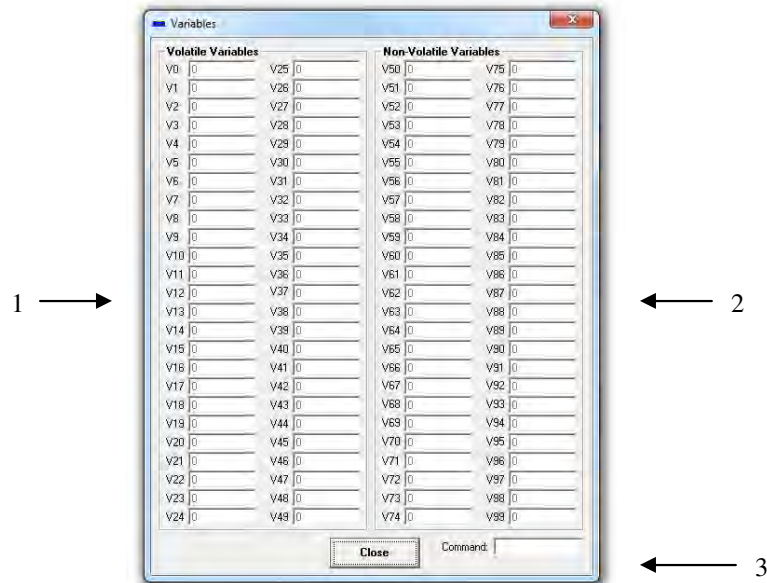 Variables
Volatile Variables Non-Volatile Variables
V0 0 V25 0 V50 0 V75 0
V1 0 V26 0 V51 0 V76 0
V2 0 V27 0 V52 0 V77 0
V3 0 V28 0 V53 0 V78 0
V4 0 V29 0 V54 0 V79 0
V5 0 V30 0 V55 0 V80 0
V6 0 V31 0 V56 0 V81 0
V7 0 V32 0 V57 0 V82 0
V8 0 V33 0 V58 0 V83 0
V9 0 V34 0 V59 0 V84 0
V10 0 V35 0 V60 0 V85 0
V11 0 V36 0 V61 0 V86 0
1 V12 0 V37 0 V62 0 V87 0 2
V13 0 V38 0 V63 0 V88 0
V14 0 V39 0 V64 0 V89 0
V15 0 V40 0 V65 0 V90 0
V16 0 V41 0 V66 0 V91 0
V17 0 V42 0 V67 0 V92 0
V18 0 V43 0 V68 0 V93 0
V19 0 V44 0 V69 0 V94 0
V20 0 V45 0 V70 0 V95 0
V21 0 V46 0 V71 0 V96 0
V22 0 V47 0 V72 0 V97 0
V23 0 V48 0 V73 0 V98 0
V24 0 V49 0 V74 0 V99 0
Close Command:
3